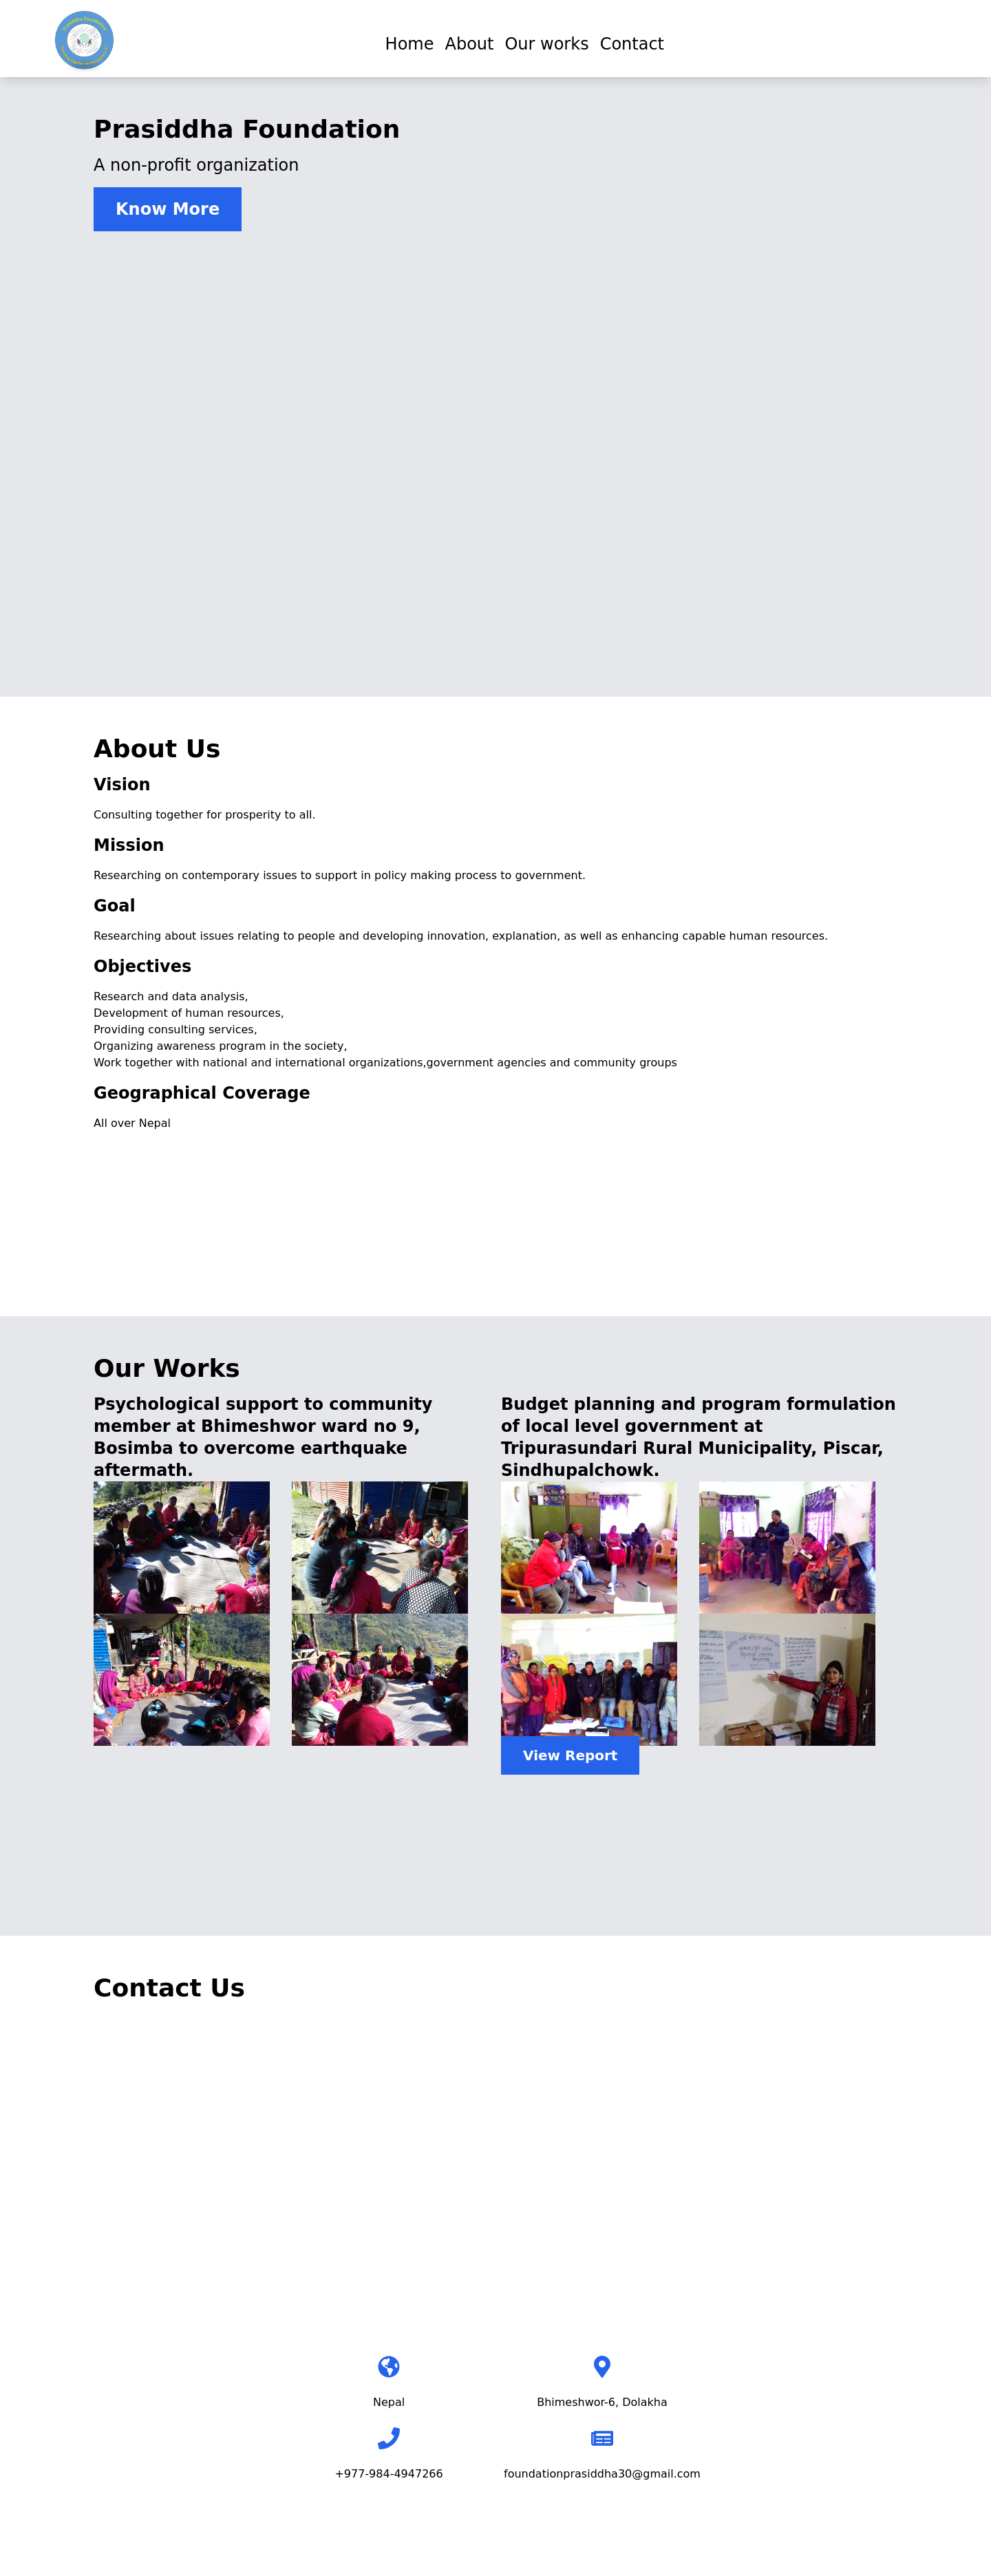 Prasiddha Foundation
Home About Our works Contact
Prasiddha Foundation
A non-profit organization
Know More
About Us
Vision
Consulting together for prosperity to all.
Mission
Researching on contemporary issues to support in policy making process to government.
Goal
Researching about issues relating to people and developing innovation, explanation, as well as enhancing capable human resources.
Objectives
Research and data analysis,
Development of human resources,
Providing consulting services,
Organizing awareness program in the society,
Work together with national and international organizations,government agencies and community groups
Geographical Coverage
All over Nepal
Our Works
Psychological support to community
member at Bhimeshwor ward no 9,
Bosimba to overcome earthquake
aftermath.
Budget planning and program formulation
of local level government at
Tripurasundari Rural Municipality, Piscar,
Sindhupalchowk.
View Report
Contact Us
Nepal
Bhimeshwor-6, Dolakha
+977-984-4947266
foundationprasiddha30@gmail.com